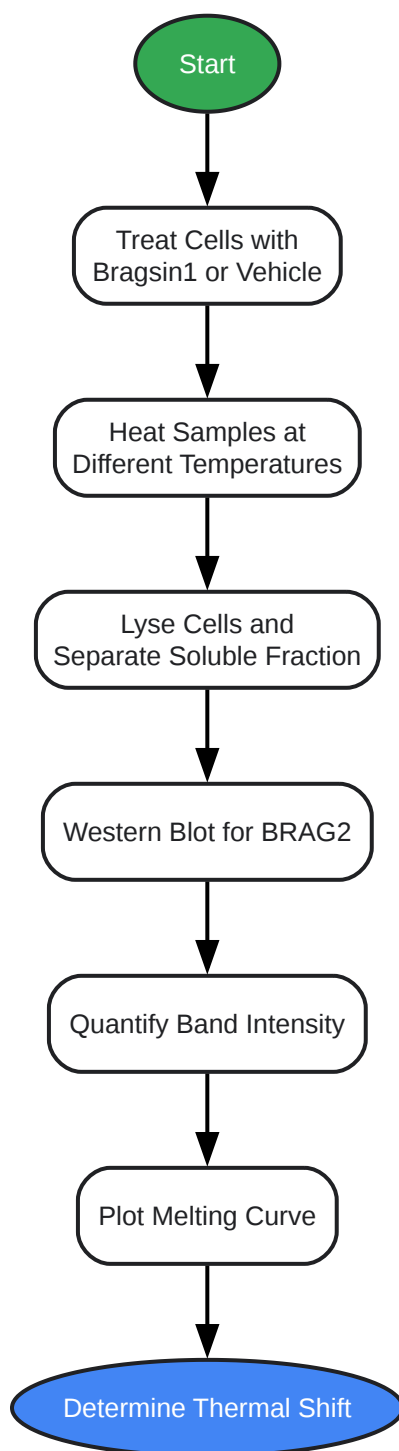 Start
Treat Cells with
Bragsin1 or Vehicle
Heat Samples at
Different Temperatures
Lyse Cells and
Separate Soluble Fraction
Western Blot for BRAG2
Quantify Band Intensity
Plot Melting Curve
Determine Thermal Shift